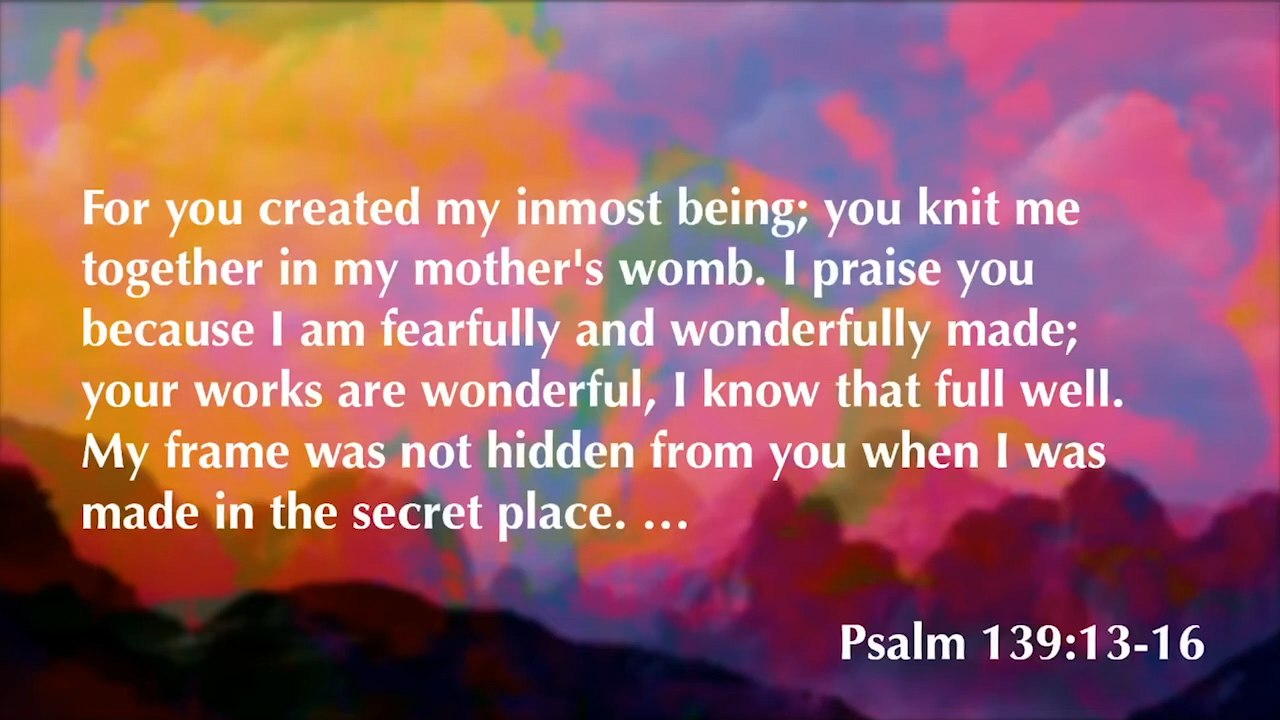 For you created my inmost being; you knit me
together in my mother's womb. I praise you
because I am fearfully and wonderfully made;
your works are wonderful, I know that full well.
My frame was not hidden from you when I was
made in the secret place. …
Psalm 139:13-16